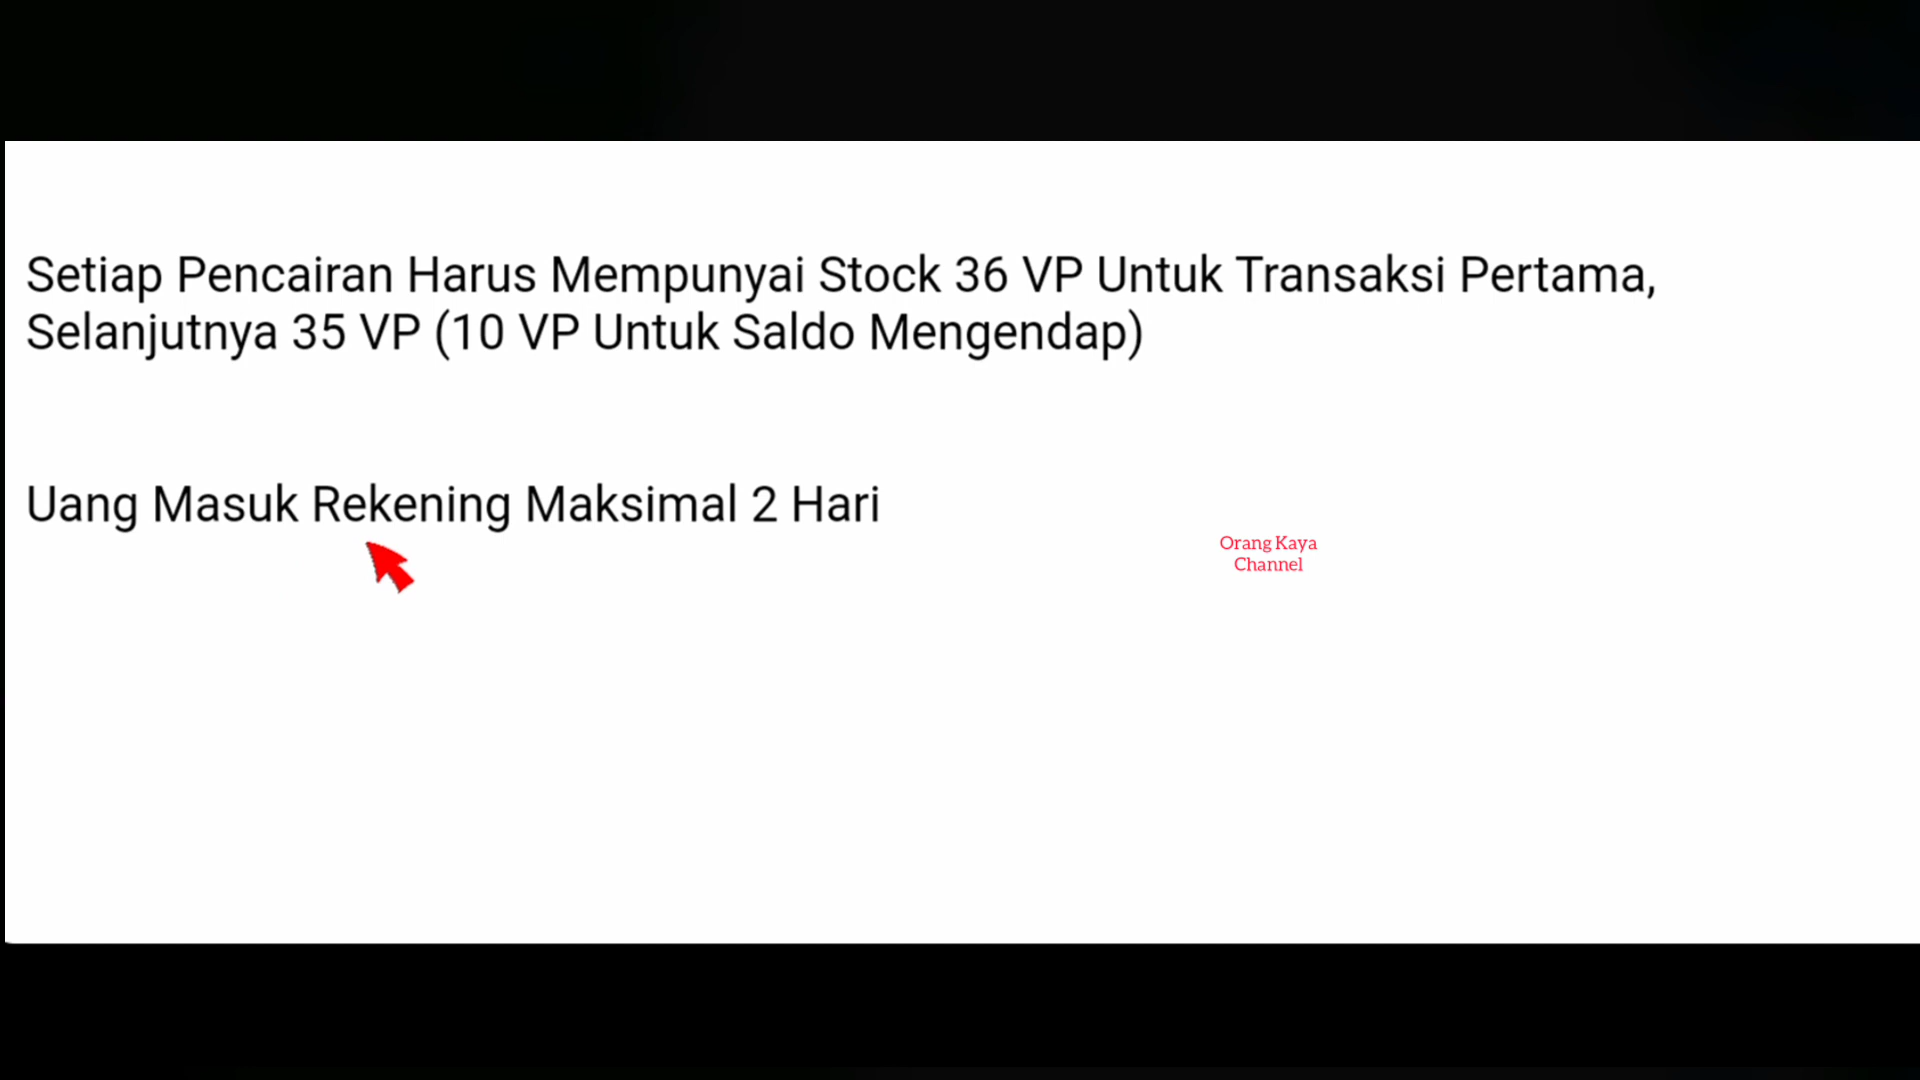 Setiap Pencairan Harus Mempunyai Stock 36 VP Untuk Transaksi Pertama,
Selanjutnya 35 VP (10 VP Untuk Saldo Mengendap)
Uang Masuk Rekening Maksimal 2 Hari
Orang Kaya
Channel